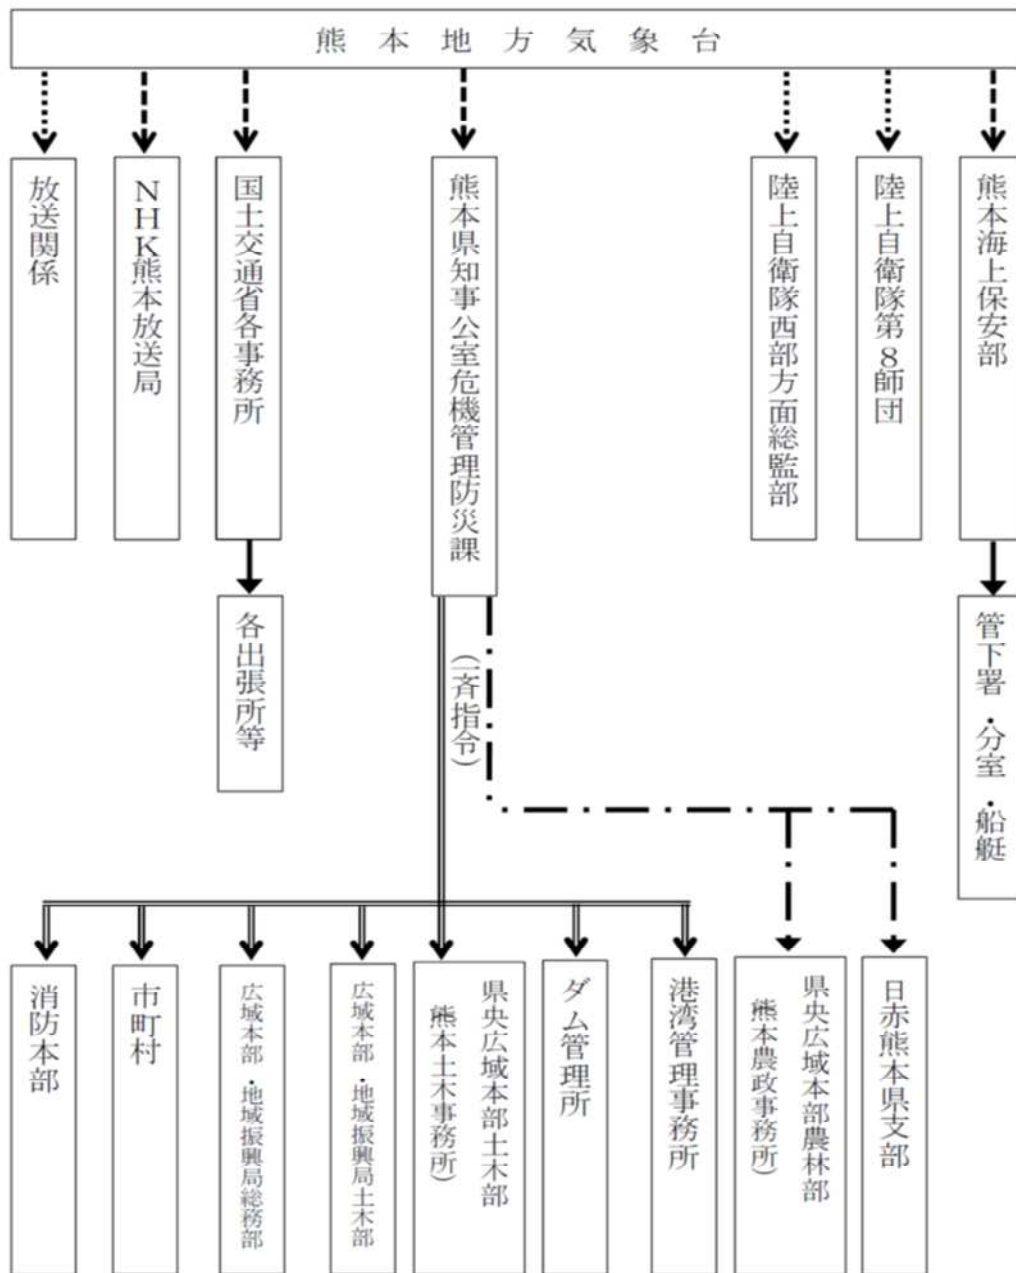 熊本地方気象台
放送関係
NHK熊本放送局
国土交通省各事務所
熊本県知事公室危機管理防災課
陸上自衛隊西部方面総監部
陸上自衛隊第8師団
熊本海上保安部
各出張所等
(一斉指令)
管下署・分室・船艇
消防本部
市町村
広域本部・地域振興局総務部
広域本部・地域振興局土木部
県央広域本部土木部
(熊本土木事務所)
ダム管理所
港湾管理事務所
県央広域本部農林部
(熊本農政事務所)
日赤熊本県支部